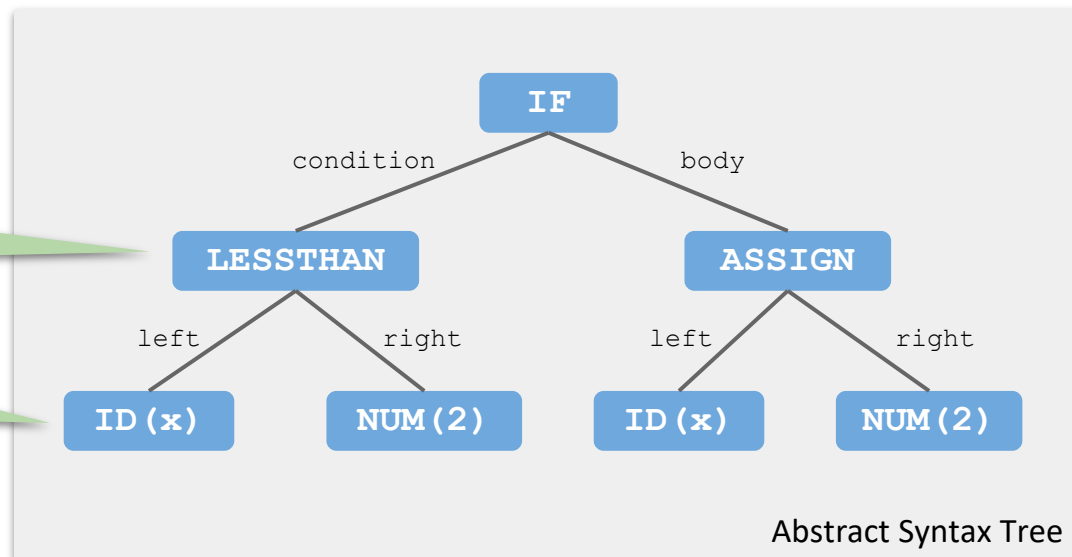 IF
condition body
LESSTHAN ASSIGN
left right left right
ID(x) NUM(2) ID(x) NUM(2)
Abstract Syntax Tree